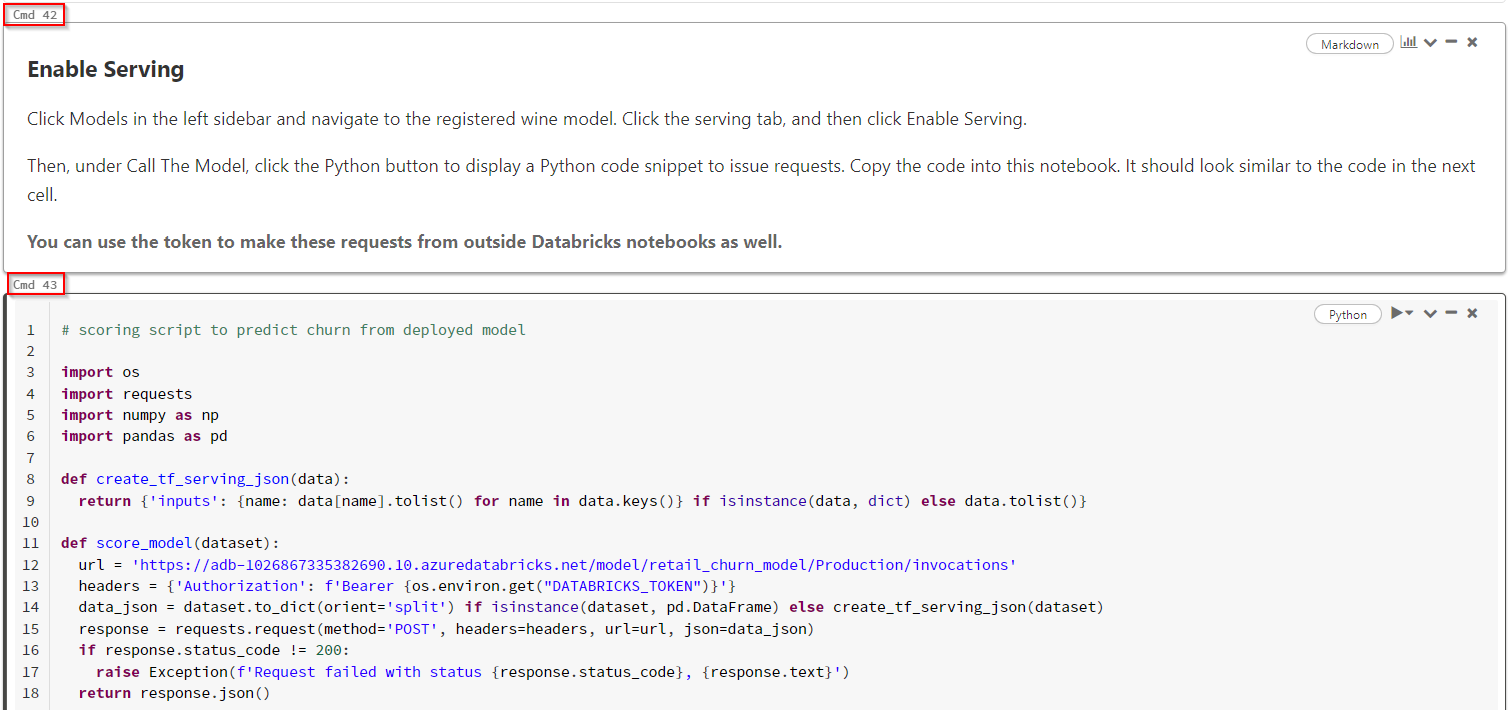 Cmd 42
Markdown
Enable Serving
Click Models in the left sidebar and navigate to the registered wine model. Click the serving tab, and then click Enable Serving.
Then, under Call The Model, click the Python button to display a Python code snippet to issue requests. Copy the code into this notebook. It should look similar to the code in the next
cell.
You can use the token to make these requests from outside Databricks notebooks as well.
Cmd 43
Python
1 # scoring script to predict churn from deployed model
2
3 import os
4 import requests
5 import numpy as np
6 import pandas as pd
7
8 def create_tf_serving_json(data):
9   return {'inputs': {name: data[name].tolist() for name in data.keys()} if isinstance(data, dict) else data.tolist()}
10
11 def score_model(dataset):
12   url = 'https://adb-1026867335382690.10.azuredatabricks.net/model/retail_churn_model/Production/invocations'
13   headers = {'Authorization': f'Bearer {os.environ.get("DATABRICKS_TOKEN")}'}
14   data_json = dataset.to_dict(orient='split') if isinstance(dataset, pd.DataFrame) else create_tf_serving_json(dataset)
15   response = requests.request(method='POST', headers=headers, url=url, json=data_json)
16   if response.status_code != 200:
17     raise Exception(f'Request failed with status {response.status_code}, {response.text}')
18   return response.json()